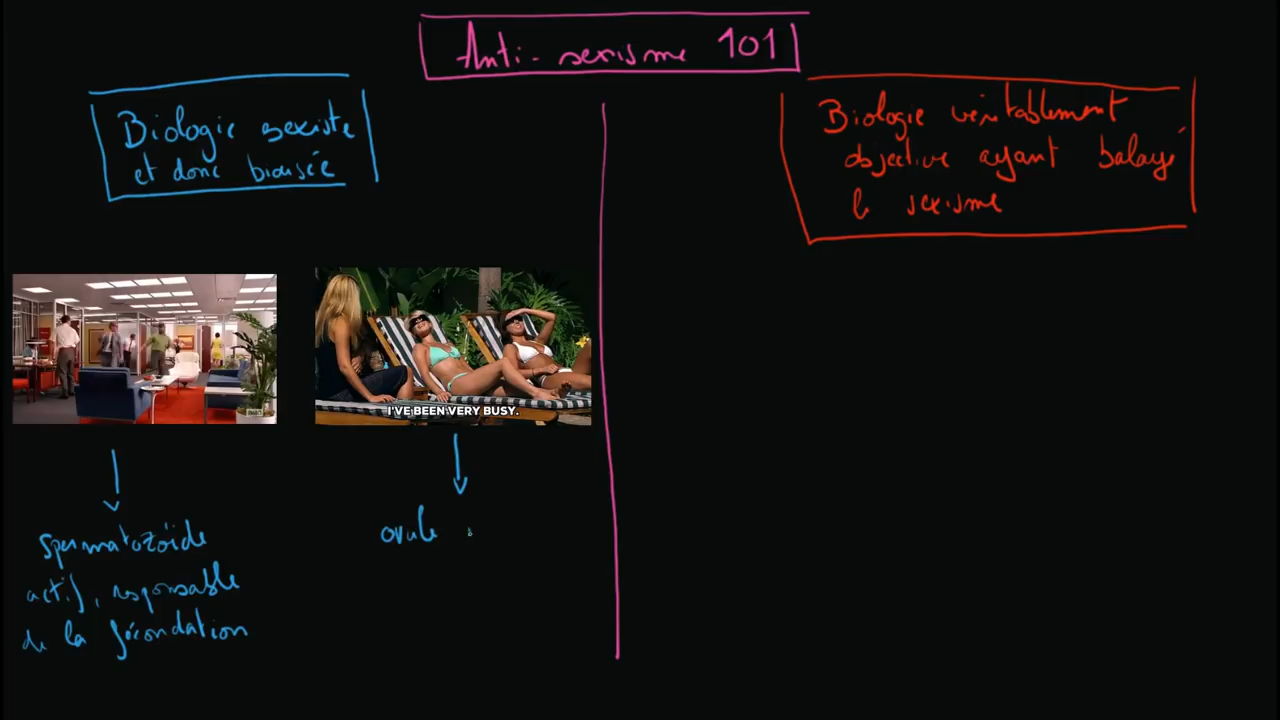 Anti-sexisme 101
Biologie sexiste
et donc biaisée
Biologie véritablement
objective ayant balayé
le sexisme
I'VE BEEN VERY BUSY.
spermatozoïde
actif, responsable
de la fécondation
ovule